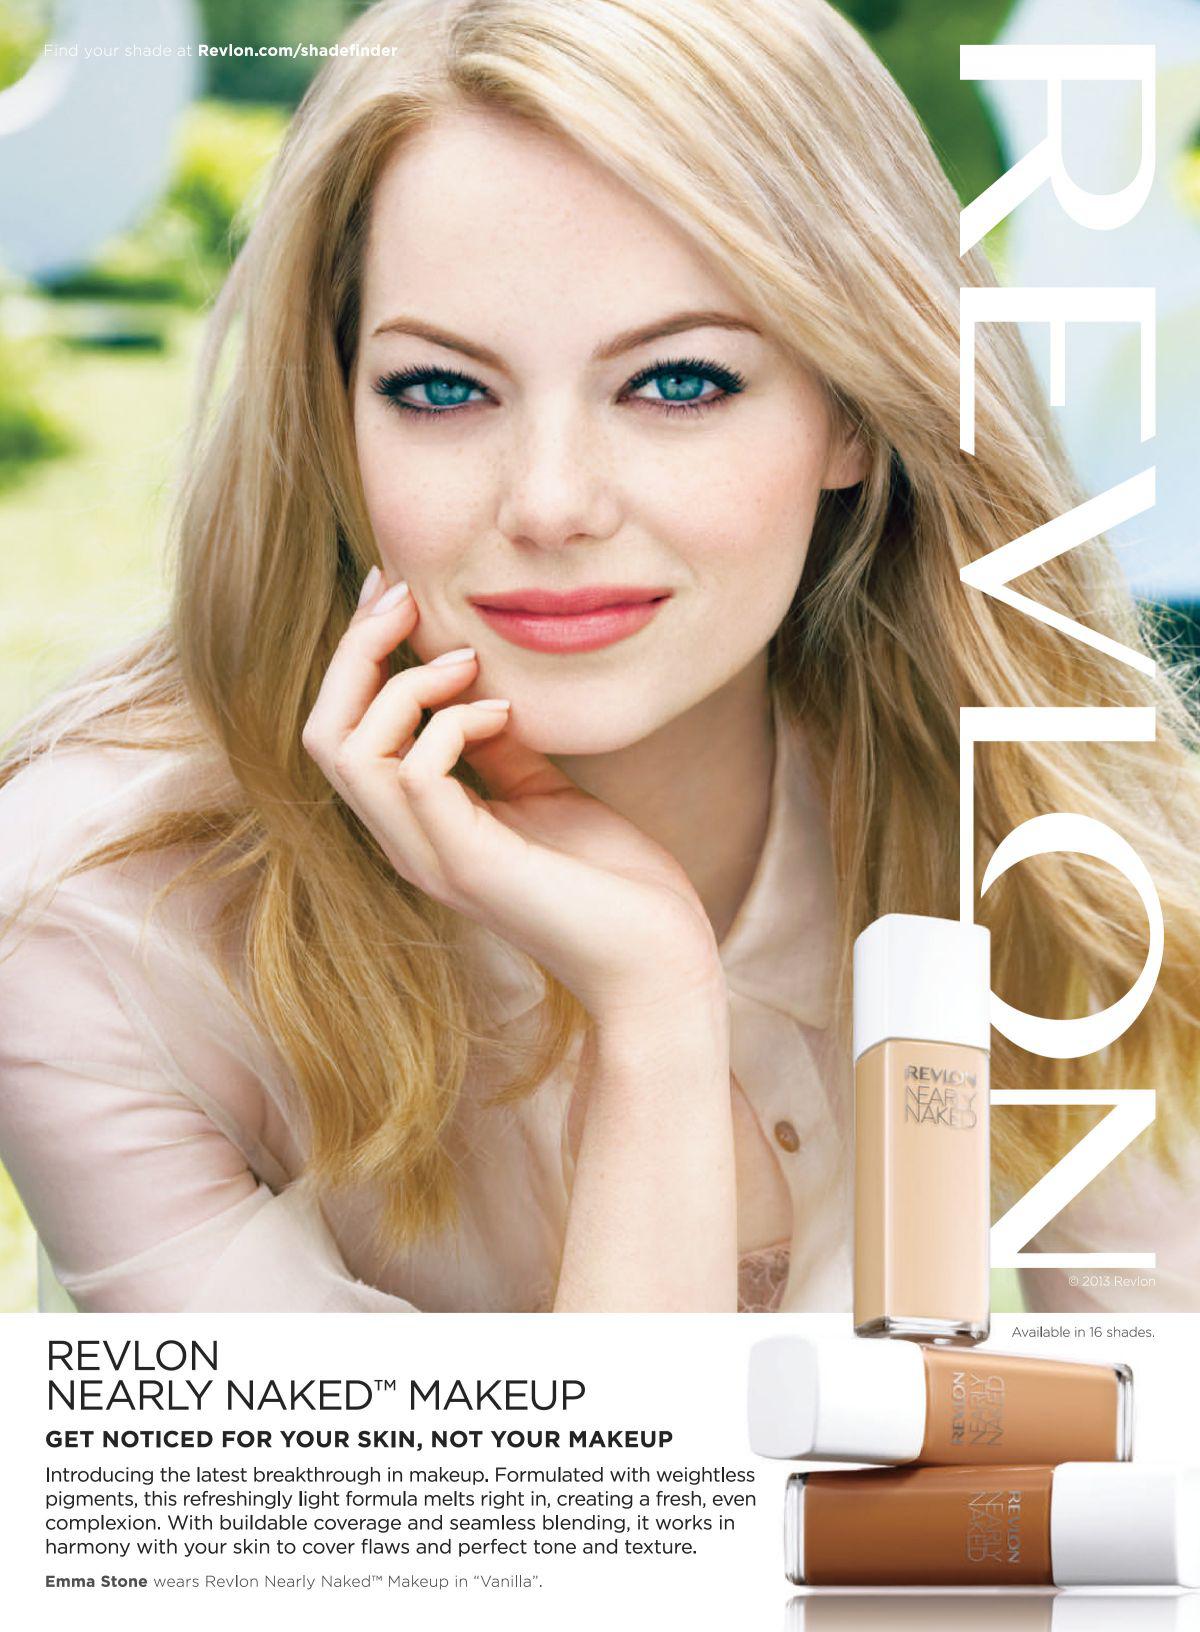 Find your shade at Revlon.com/shadefinder
REVLON
REVLON
NEARLY
NAKED
© 2013 Revlon
Available in 16 shades.
REVLON
NEARLY
NAKED
REVLON
NEARLY
NAKED
REVLON
NEARLY NAKED™ MAKEUP
GET NOTICED FOR YOUR SKIN, NOT YOUR MAKEUP
Introducing the latest breakthrough in makeup. Formulated with weightless
pigments, this refreshingly light formula melts right in, creating a fresh, even
complexion. With buildable coverage and seamless blending, it works in
harmony with your skin to cover flaws and perfect tone and texture.
Emma Stone wears Revlon Nearly Naked™ Makeup in “Vanilla”.